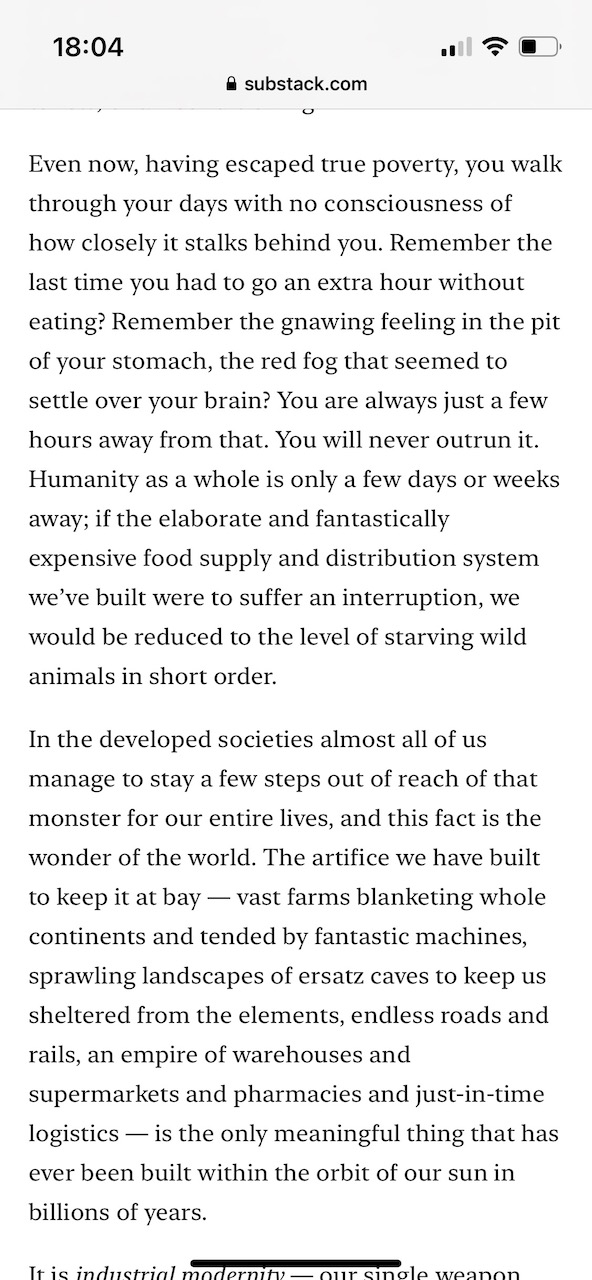 18:04
substack.com
Even now, having escaped true poverty, you walk
through your days with no consciousness of
how closely it stalks behind you. Remember the
last time you had to go an extra hour without
eating? Remember the gnawing feeling in the pit
of your stomach, the red fog that seemed to
settle over your brain? You are always just a few
hours away from that. You will never outrun it.
Humanity as a whole is only a few days or weeks
away; if the elaborate and fantastically
expensive food supply and distribution system
we’ve built were to suffer an interruption, we
would be reduced to the level of starving wild
animals in short order.
In the developed societies almost all of us
manage to stay a few steps out of reach of that
monster for our entire lives, and this fact is the
wonder of the world. The artifice we have built
to keep it at bay — vast farms blanketing whole
continents and tended by fantastic machines,
sprawling landscapes of ersatz caves to keep us
sheltered from the elements, endless roads and
rails, an empire of warehouses and
supermarkets and pharmacies and just-in-time
logistics — is the only meaningful thing that has
ever been built within the orbit of our sun in
billions of years.
It is industrial modernity — our single weapon